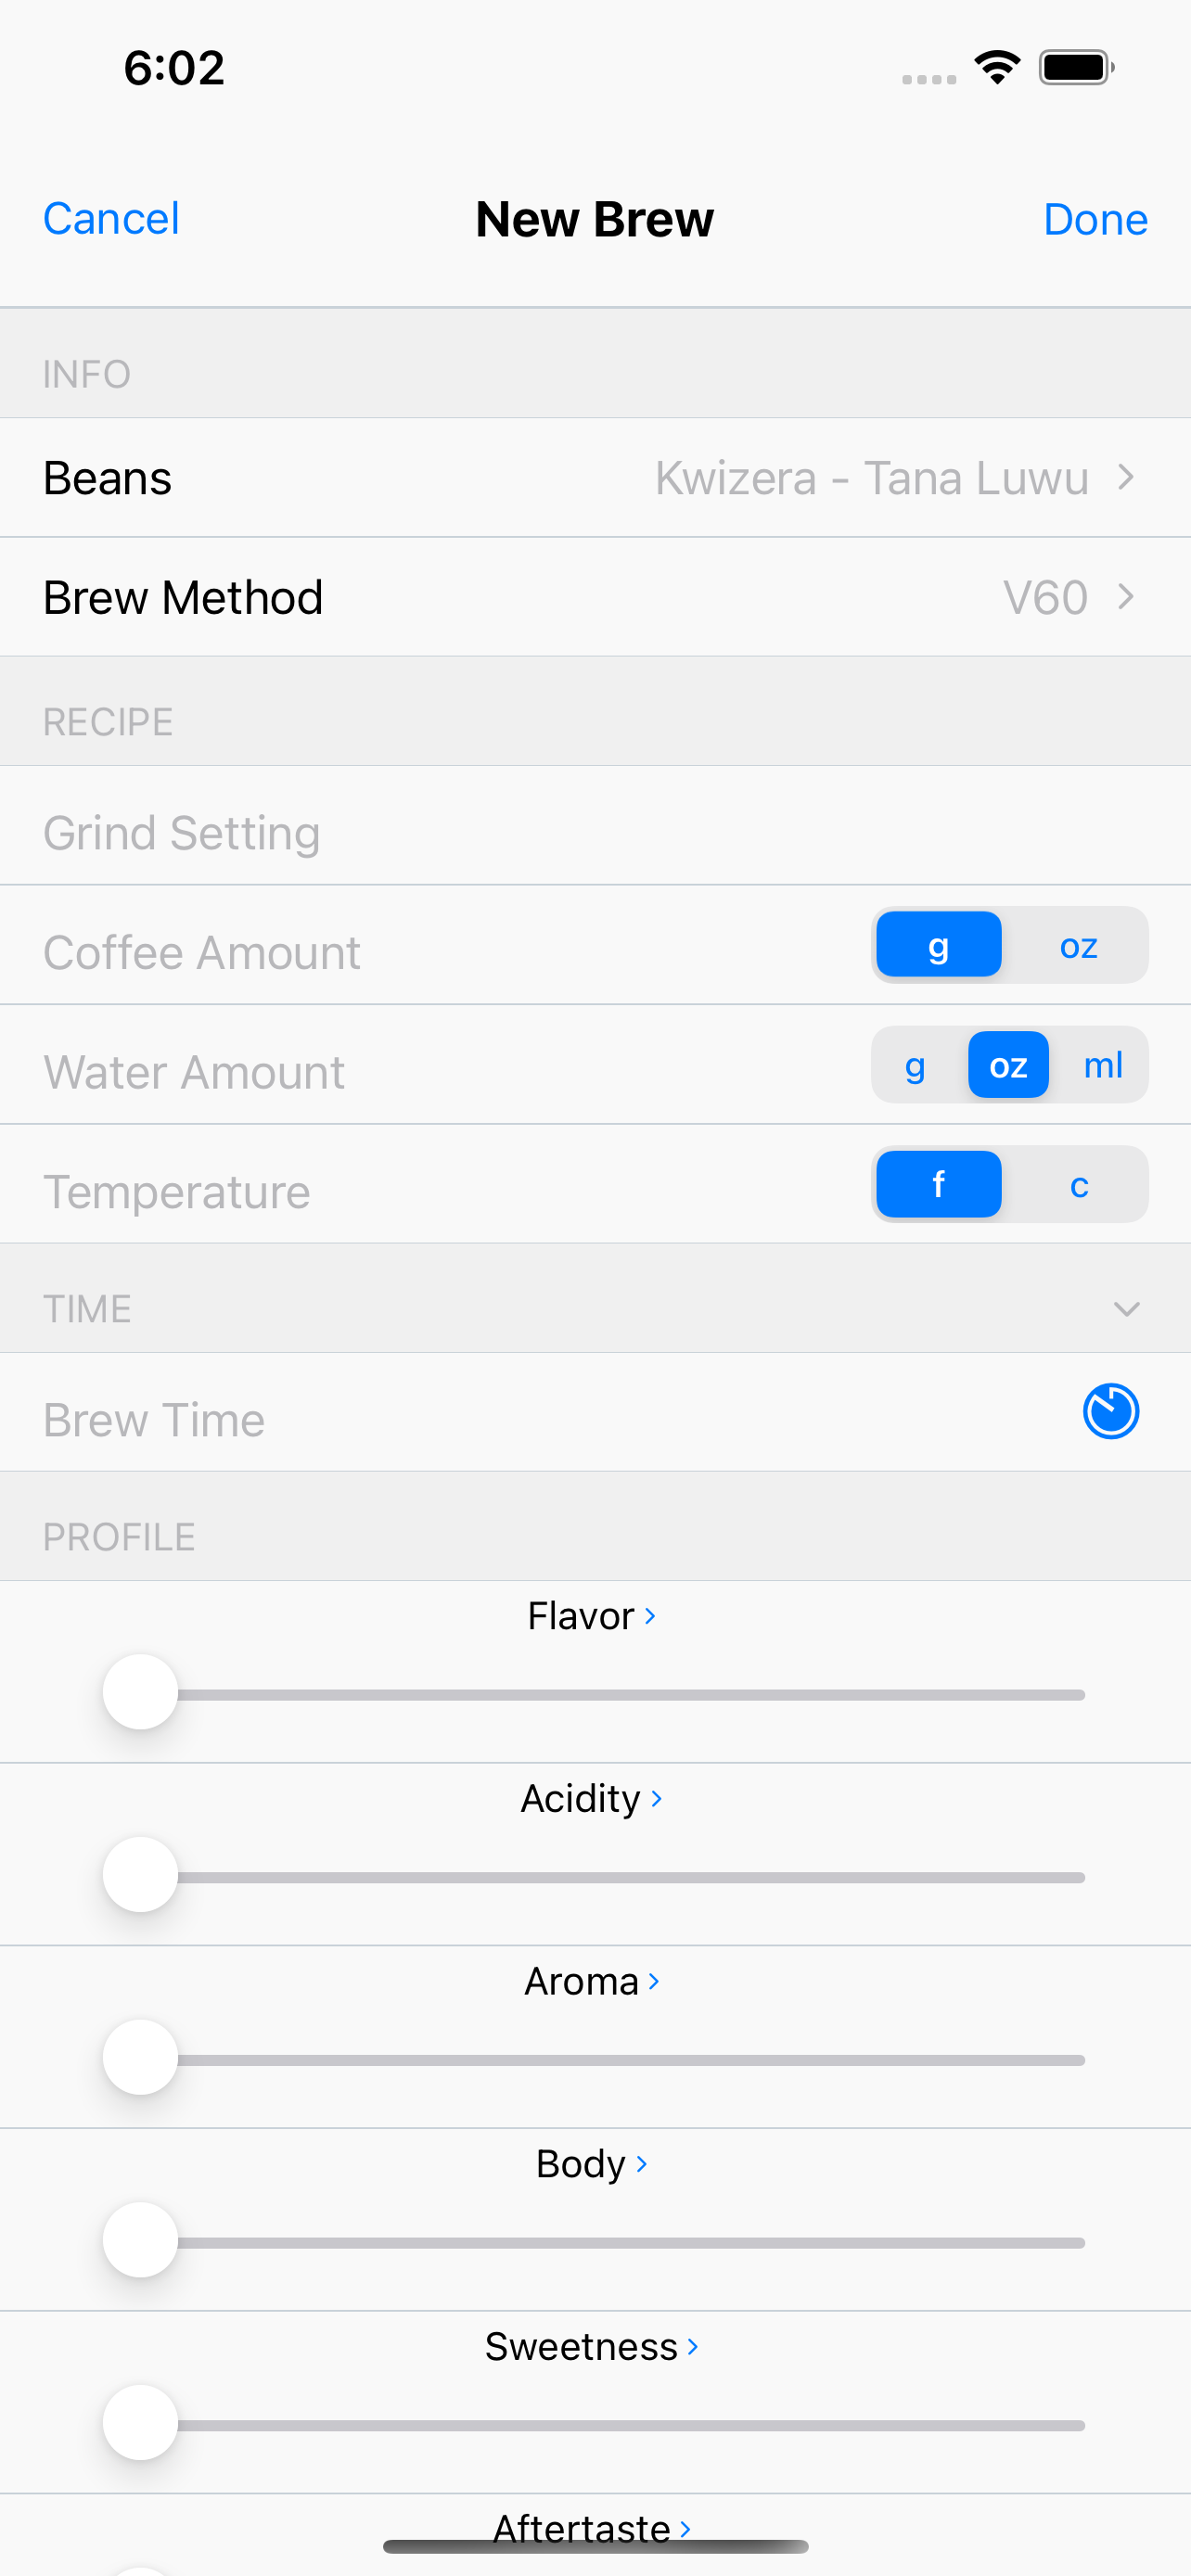 6:02
Cancel New Brew Done
INFO
Beans Kwizera - Tana Luwu
Brew Method V60
RECIPE
Grind Setting
Coffee Amount g oz
Water Amount g oz ml
Temperature f c
TIME
Brew Time
PROFILE
Flavor
Acidity
Aroma
Body
Sweetness
Aftertaste